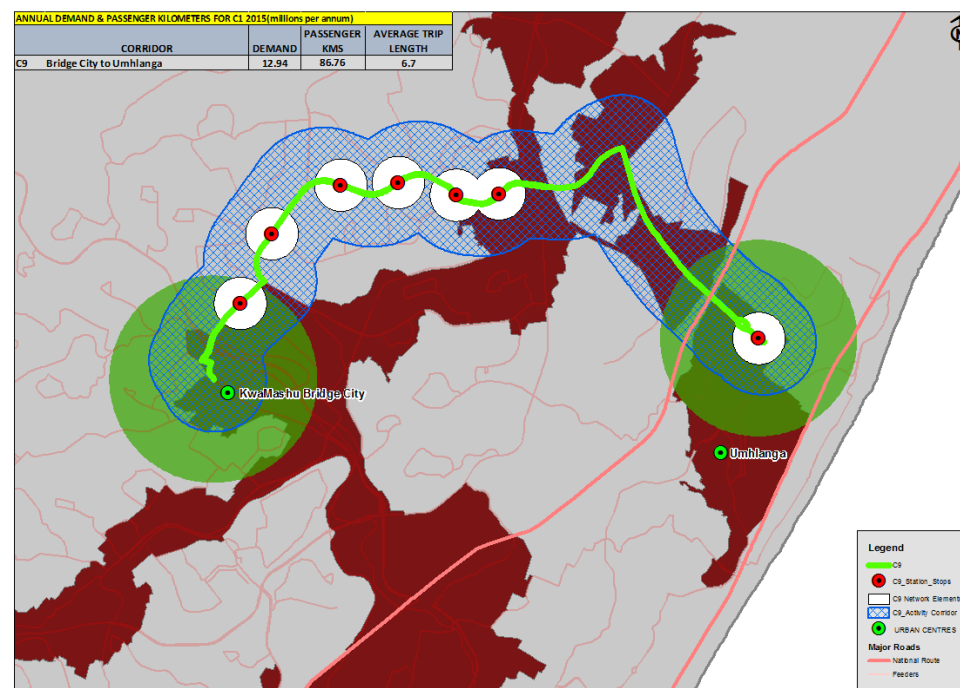 ANNUAL DEMAND & PASSENGER KILOMETERS FOR C1 2015(millions per annum)
CORRIDOR DEMAND PASSENGER KMS AVERAGE TRIP LENGTH
C9 Bridge City to Umhlanga 12.94 86.76 6.7
KwaMashu Bridge City
Umhlanga
Legend
C9
C9_Station_Stops
C9 Network Element
C9_Activity Corridor
URBAN CENTRES
Major Roads
National Route
Feeders